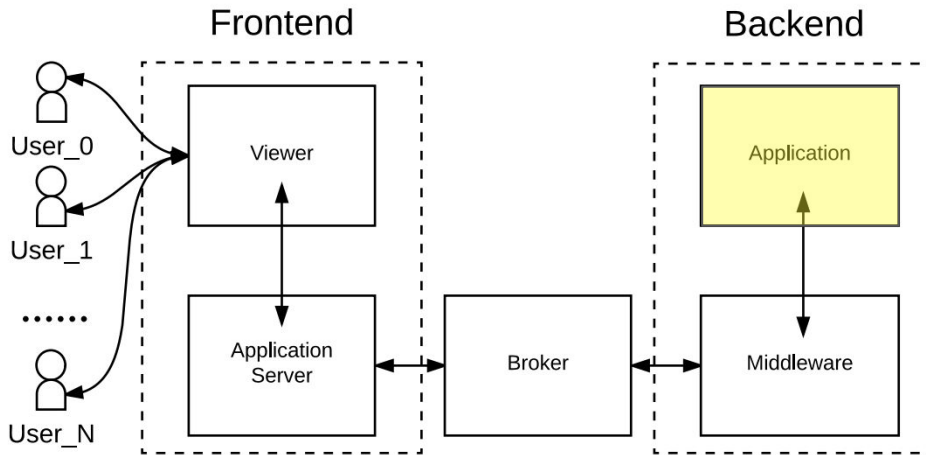 Frontend
Backend
User_0
User_1
......
User_N
Viewer
Application
Server
Broker
Application
Middleware